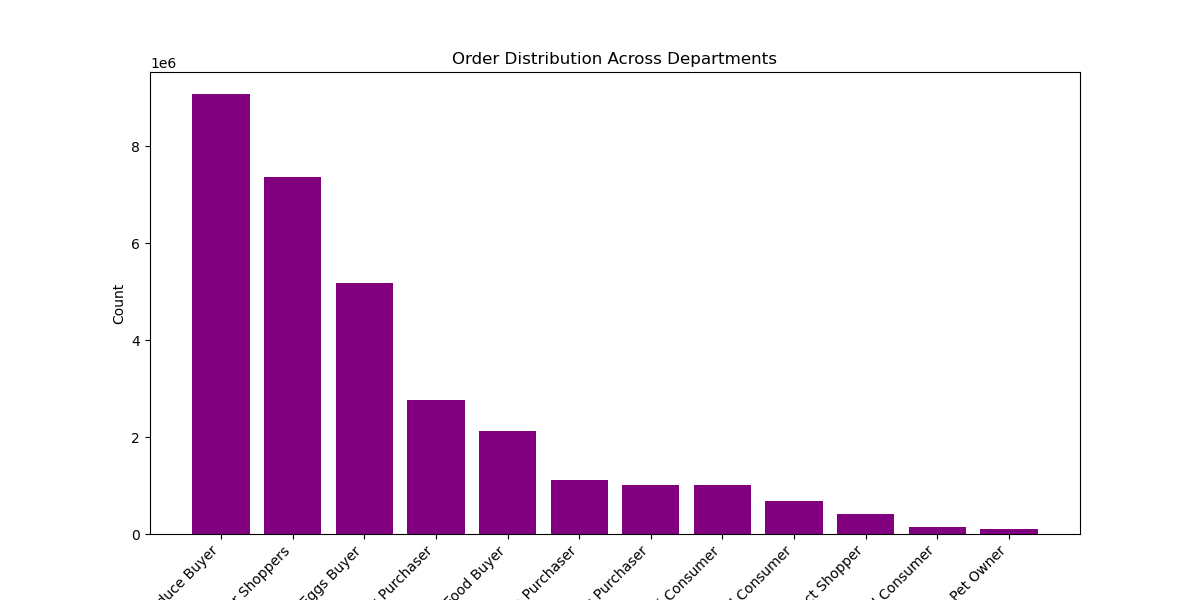 Order Distribution Across Departments
1e6
8
6
4
2
0
Count
Buyer
Shoppers
Eggs Buyer
Purchaser
Food Buyer
Purchaser
Purchaser
Consumer
Consumer
Shopper
Consumer
Pet Owner